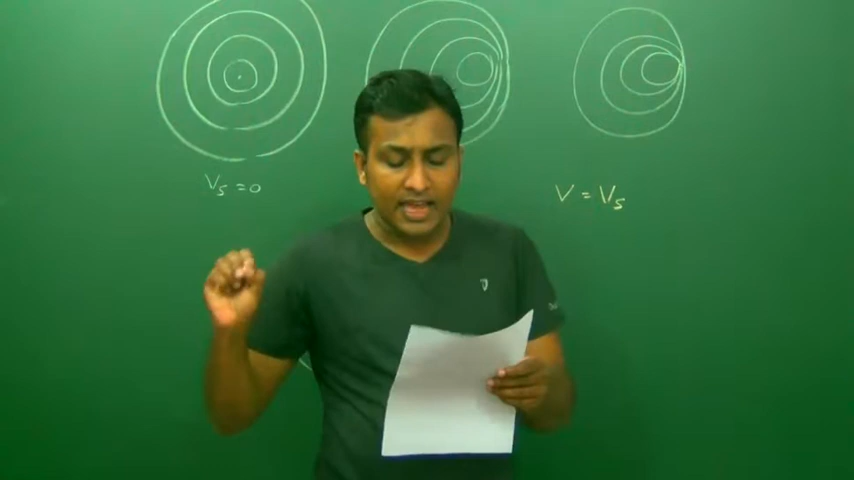 Vs = 0
V = Vs